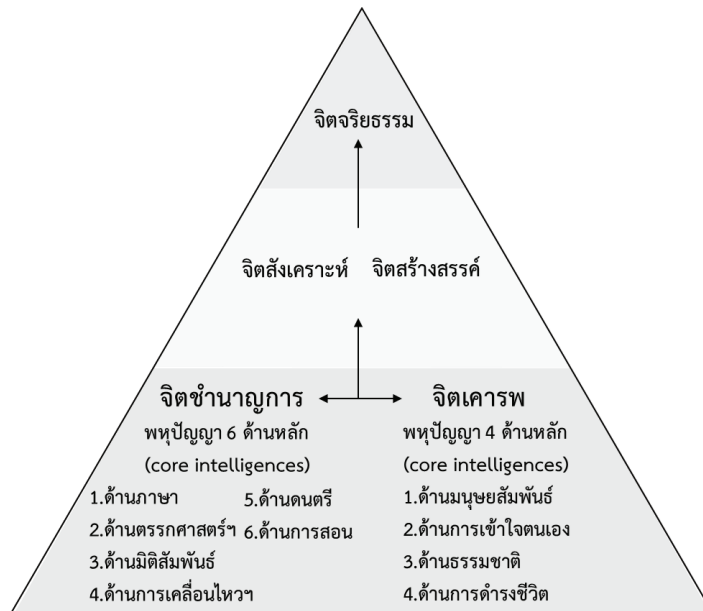 จิตจริยธรรม
จิตสังเคราะห์ จิตสร้างสรรค์
จิตชำนาญการ
พหุปัญญา 6 ด้านหลัก
(core intelligences)
1.ด้านภาษา
2.ด้านตรรกศาสตร์ฯ
3.ด้านมิติสัมพันธ์
4.ด้านการเคลื่อนไหวฯ
5.ด้านดนตรี
6.ด้านการสอน
จิตเคารพ
พหุปัญญา 4 ด้านหลัก
(core intelligences)
1.ด้านมนุษยสัมพันธ์
2.ด้านการเข้าใจตนเอง
3.ด้านธรรมชาติ
4.ด้านการดำรงชีวิต